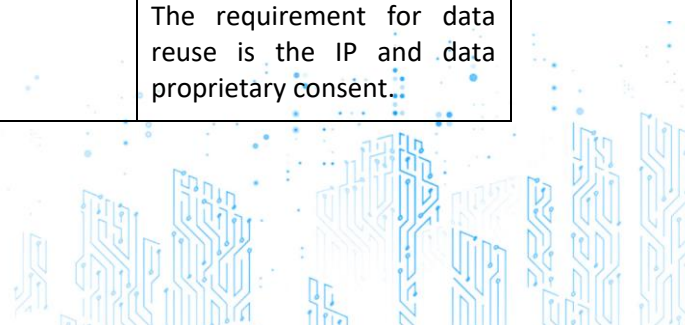 The requirement for data
reuse is the IP and data
proprietary consent.